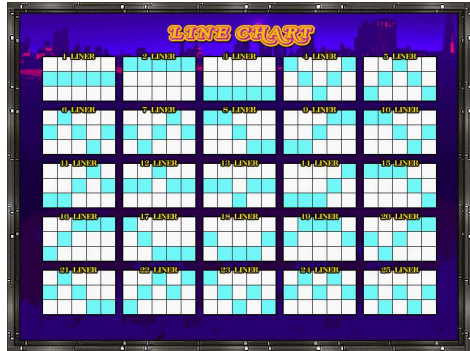 LINE CHART
1 LINER
2 LINER
3 LINER
4 LINER
5 LINER
6 LINER
7 LINER
8 LINER
9 LINER
10 LINER
11 LINER
12 LINER
13 LINER
14 LINER
15 LINER
16 LINER
17 LINER
18 LINER
19 LINER
20 LINER
21 LINER
22 LINER
23 LINER
24 LINER
25 LINER